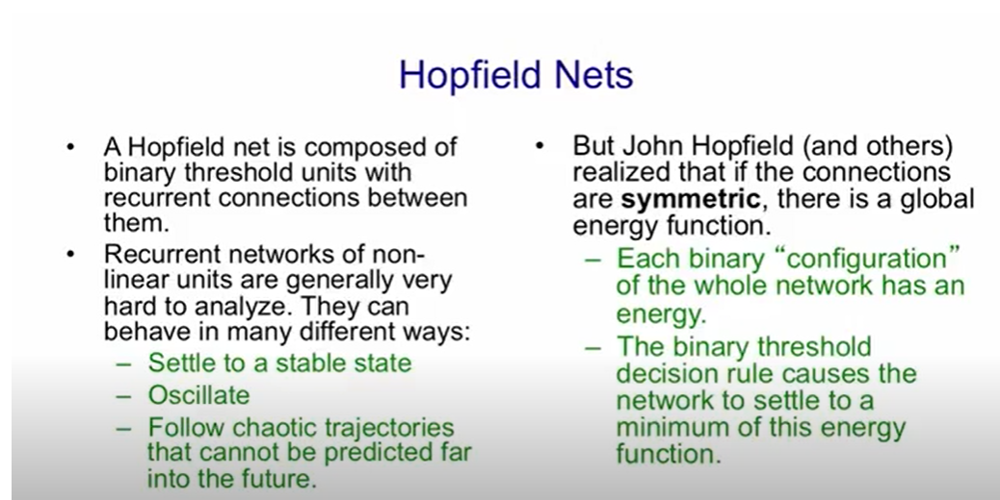 Hopfield Nets
• A Hopfield net is composed of
binary threshold units with
recurrent connections between
them.
• Recurrent networks of non-
linear units are generally very
hard to analyze. They can
behave in many different ways:
– Settle to a stable state
– Oscillate
– Follow chaotic trajectories
that cannot be predicted far
into the future.
• But John Hopfield (and others)
realized that if the connections
are symmetric, there is a global
energy function.
– Each binary “configuration”
of the whole network has an
energy.
– The binary threshold
decision rule causes the
network to settle to a
minimum of this energy
function.